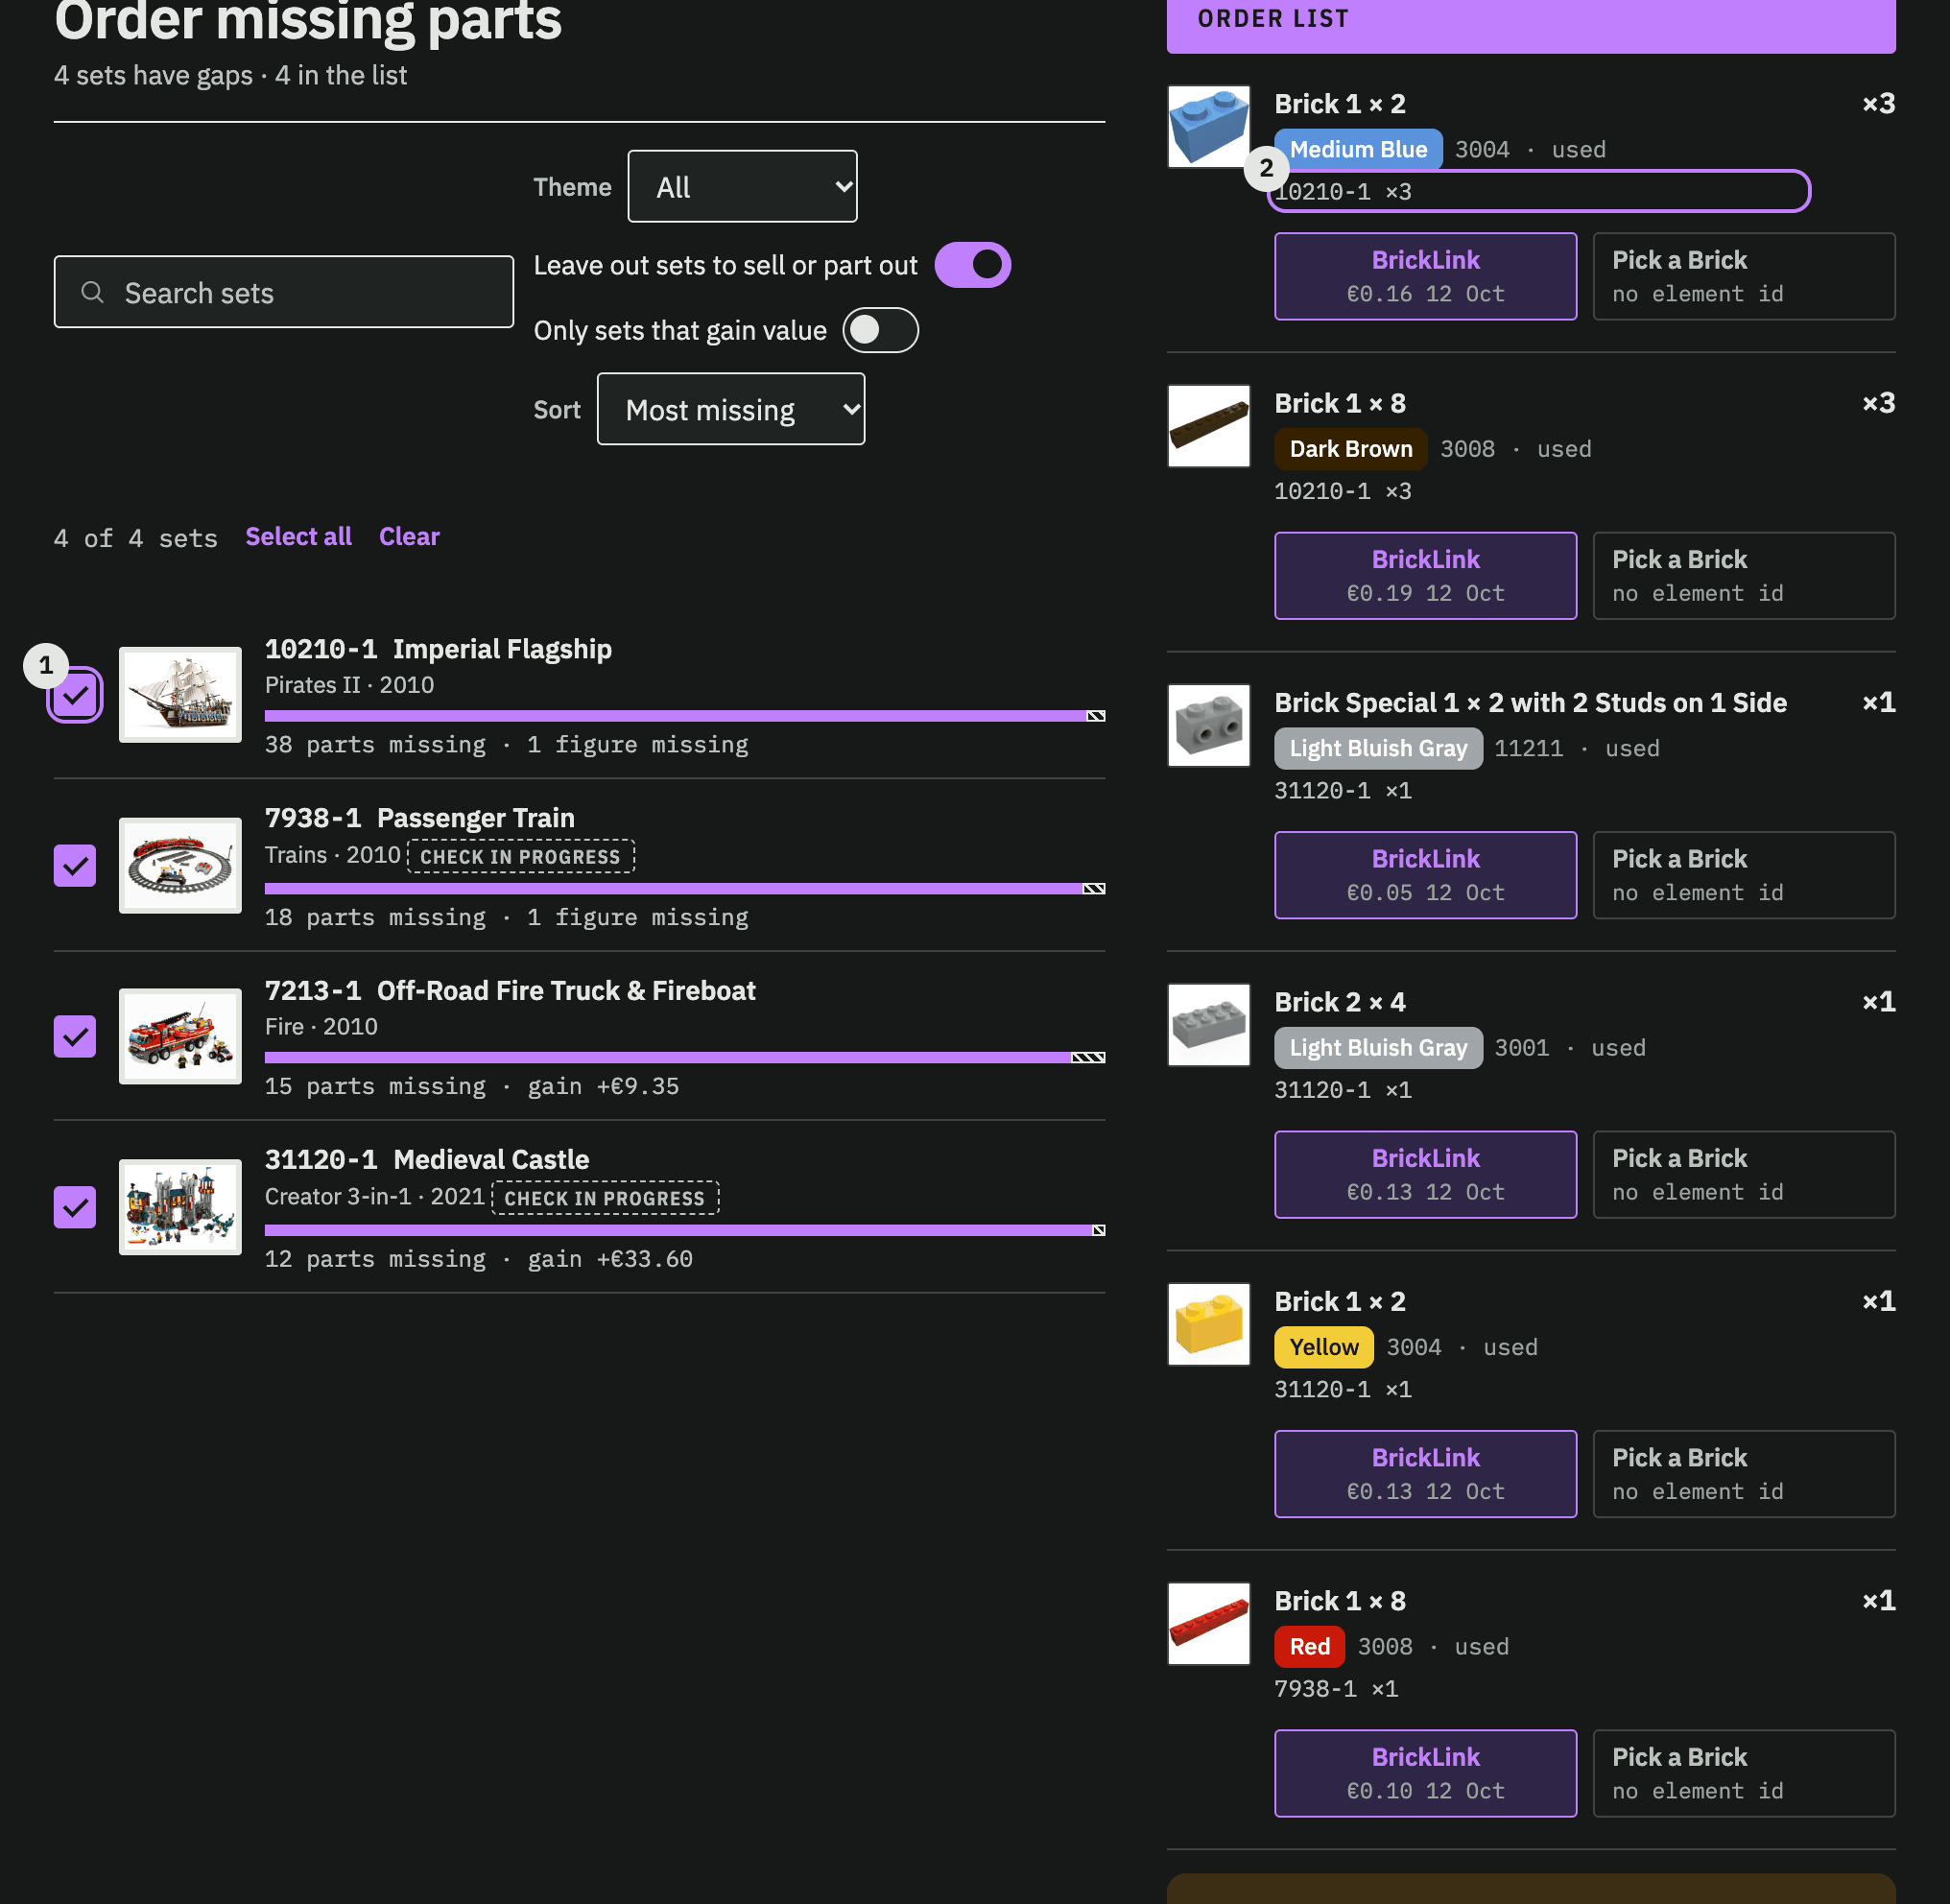 Order missing parts
4 sets have gaps · 4 in the list
Theme
All
Search sets
Leave out sets to sell or part out
Only sets that gain value
Sort
Most missing
4 of 4 sets
Select all
Clear
1
10210-1 Imperial Flagship
Pirates II · 2010
38 parts missing · 1 figure missing
7938-1 Passenger Train
Trains · 2010 CHECK IN PROGRESS
18 parts missing · 1 figure missing
7213-1 Off-Road Fire Truck & Fireboat
Fire · 2010
15 parts missing · gain +€9.35
31120-1 Medieval Castle
Creator 3-in-1 · 2021 CHECK IN PROGRESS
12 parts missing · gain +€33.60
ORDER LIST
Brick 1 × 2 ×3
Medium Blue 3004 · used
2
10210-1 ×3
BrickLink
€0.16 12 Oct
Pick a Brick
no element id
Brick 1 × 8 ×3
Dark Brown 3008 · used
10210-1 ×3
BrickLink
€0.19 12 Oct
Pick a Brick
no element id
Brick Special 1 × 2 with 2 Studs on 1 Side ×1
Light Bluish Gray 11211 · used
31120-1 ×1
BrickLink
€0.05 12 Oct
Pick a Brick
no element id
Brick 2 × 4 ×1
Light Bluish Gray 3001 · used
31120-1 ×1
BrickLink
€0.13 12 Oct
Pick a Brick
no element id
Brick 1 × 2 ×1
Yellow 3004 · used
31120-1 ×1
BrickLink
€0.13 12 Oct
Pick a Brick
no element id
Brick 1 × 8 ×1
Red 3008 · used
7938-1 ×1
BrickLink
€0.10 12 Oct
Pick a Brick
no element id